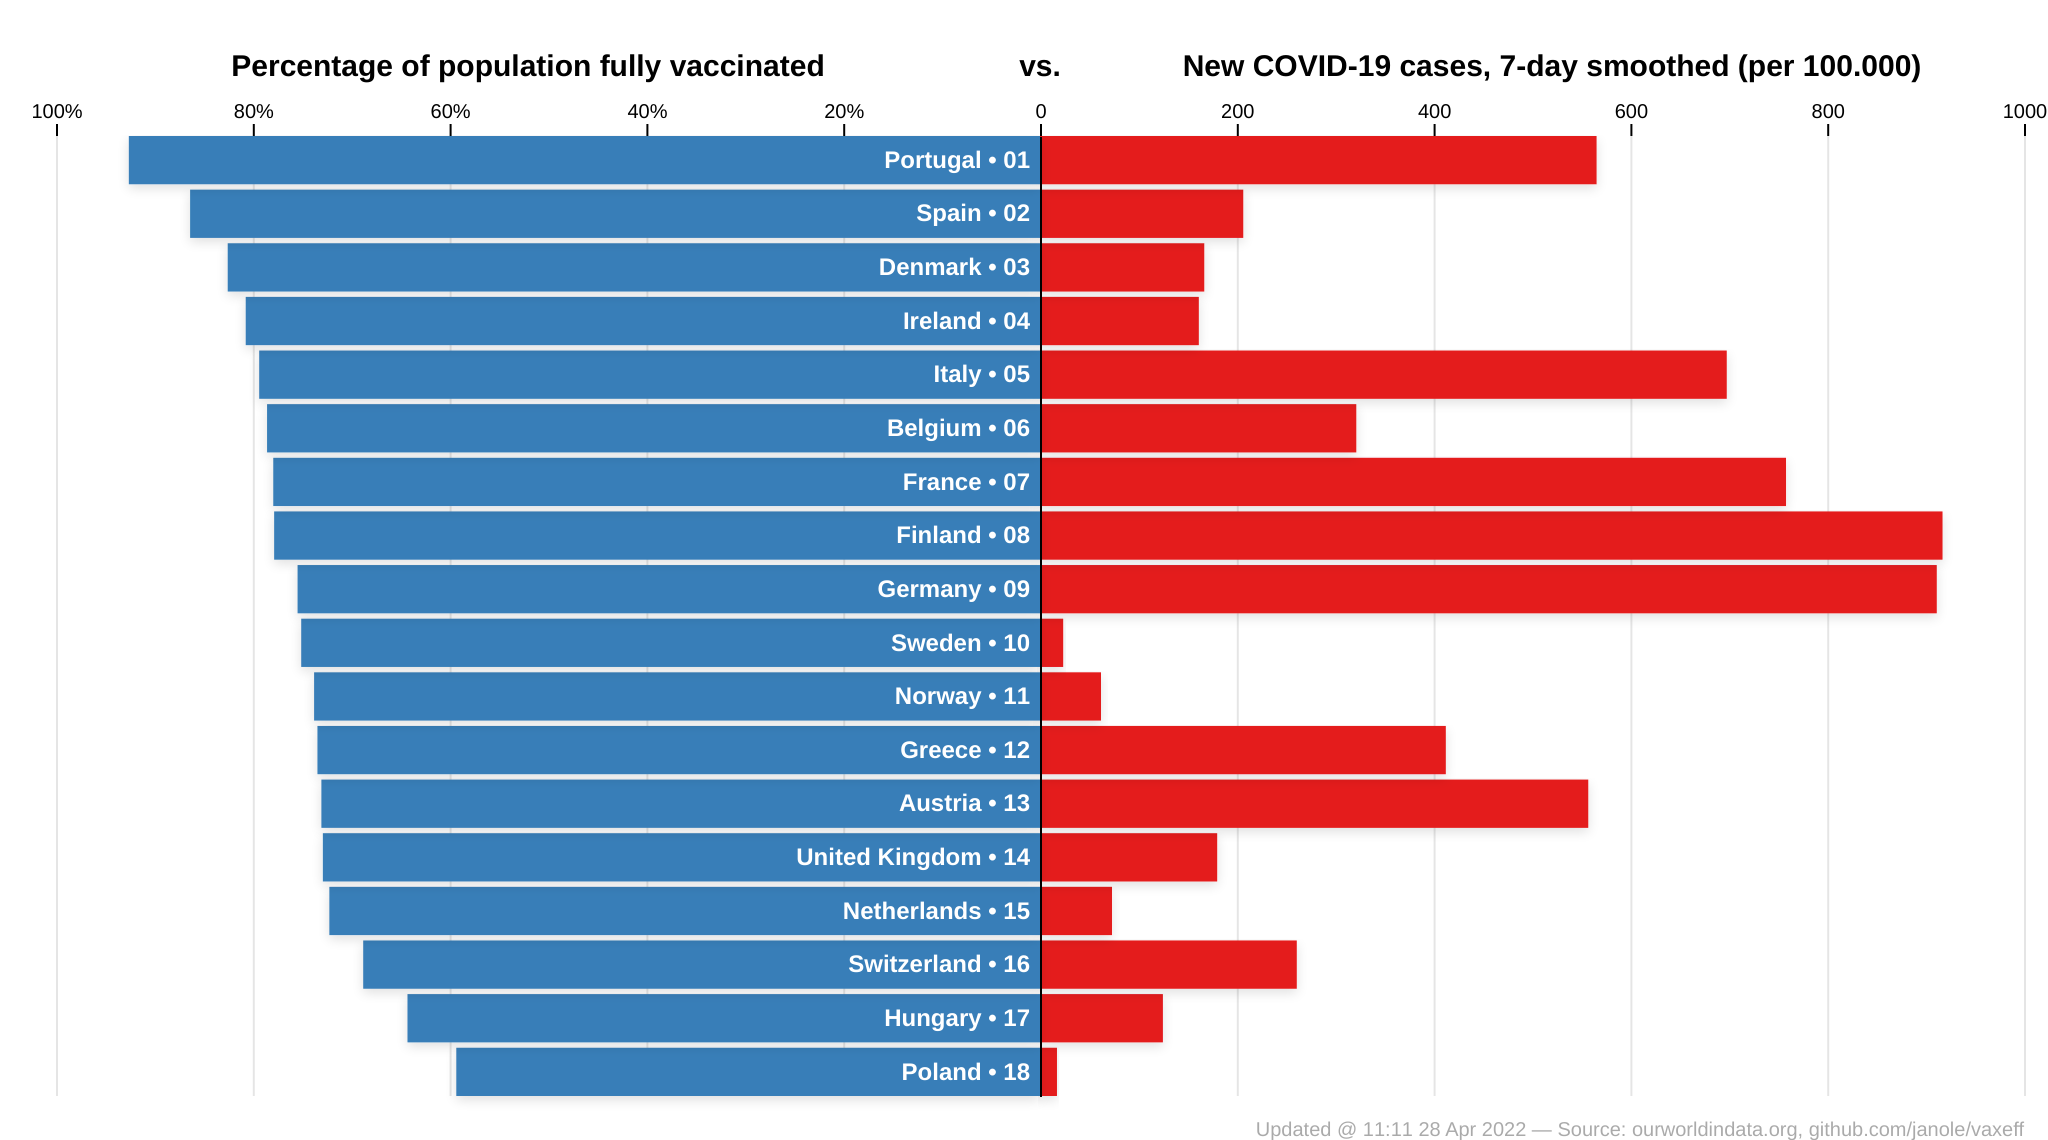 Percentage of population fully vaccinated vs. New COVID-19 cases, 7-day smoothed (per 100.000)
100% 80% 60% 40% 20% 0 200 400 600 800 1000
Portugal • 01
Spain • 02
Denmark • 03
Ireland • 04
Italy • 05
Belgium • 06
France • 07
Finland • 08
Germany • 09
Sweden • 10
Norway • 11
Greece • 12
Austria • 13
United Kingdom • 14
Netherlands • 15
Switzerland • 16
Hungary • 17
Poland • 18
Updated @ 11:11 28 Apr 2022 — Source: ourworldindata.org, github.com/janole/vaxeff